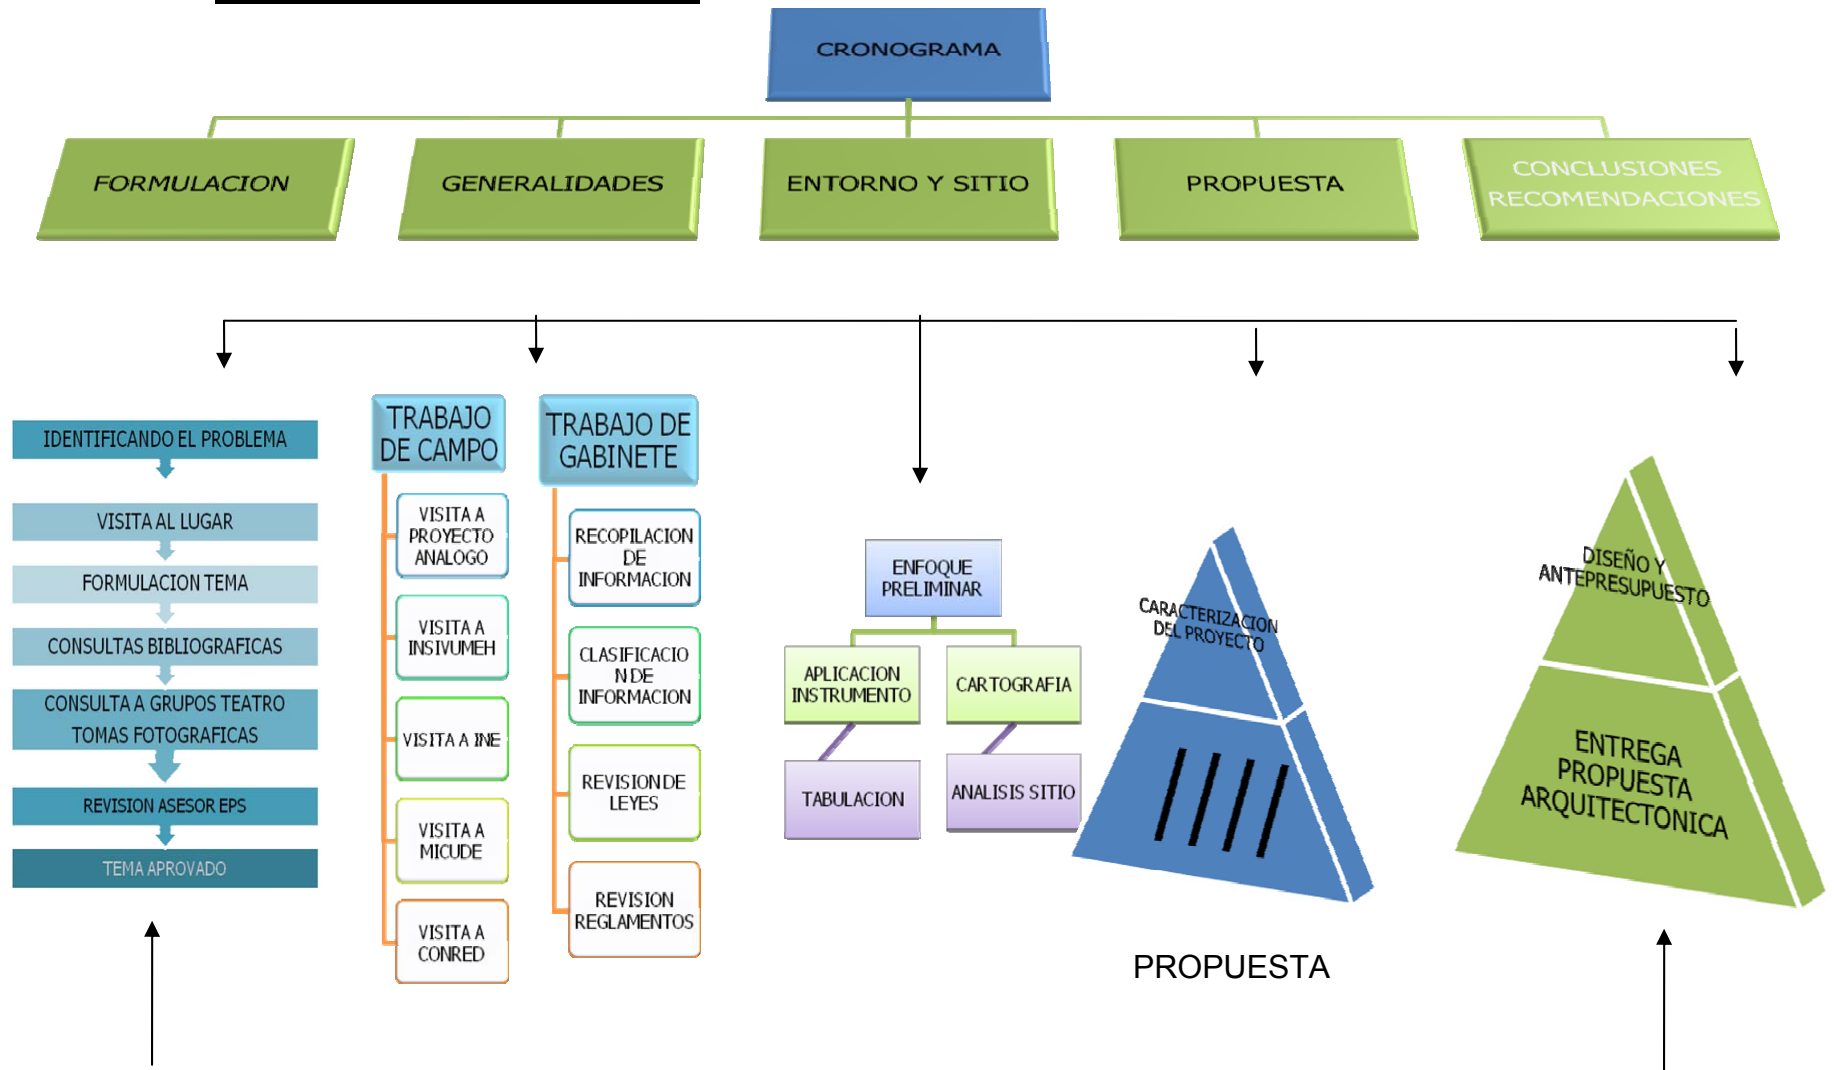 CRONOGRAMA
FORMULACION
GENERALIDADES
ENTORNO Y SITIO
PROPUESTA
CONCLUSIONES
RECOMENDACIONES
IDENTIFICANDO EL PROBLEMA
VISITA AL LUGAR
FORMULACION TEMA
CONSULTAS BIBLIOGRAFICAS
CONSULTA A GRUPOS TEATRO
TOMAS FOTOGRAFICAS
REVISION ASESOR EPS
TEMA APROVADO
TRABAJO
DE CAMPO
VISITA A
PROYECTO
ANALOGO
VISITA A
INSIVUMEH
VISITA A INE
VISITA A
MICUDE
VISITA A
CONRED
TRABAJO DE
GABINETE
RECOPILACION
DE
INFORMACION
CLASIFICACIO
N DE
INFORMACION
REVISION DE
LEYES
REVISION
REGLAMENTOS
ENFOQUE
PRELIMINAR
APLICACION
INSTRUMENTO
CARTOGRAFIA
TABULACION
ANALISIS SITIO
CARACTERIZACION
DEL PROYECTO
PROPUESTA
DISEÑO Y
ANTEPRESUPUESTO
ENTREGA
PROPUESTA
ARQUITECTONICA